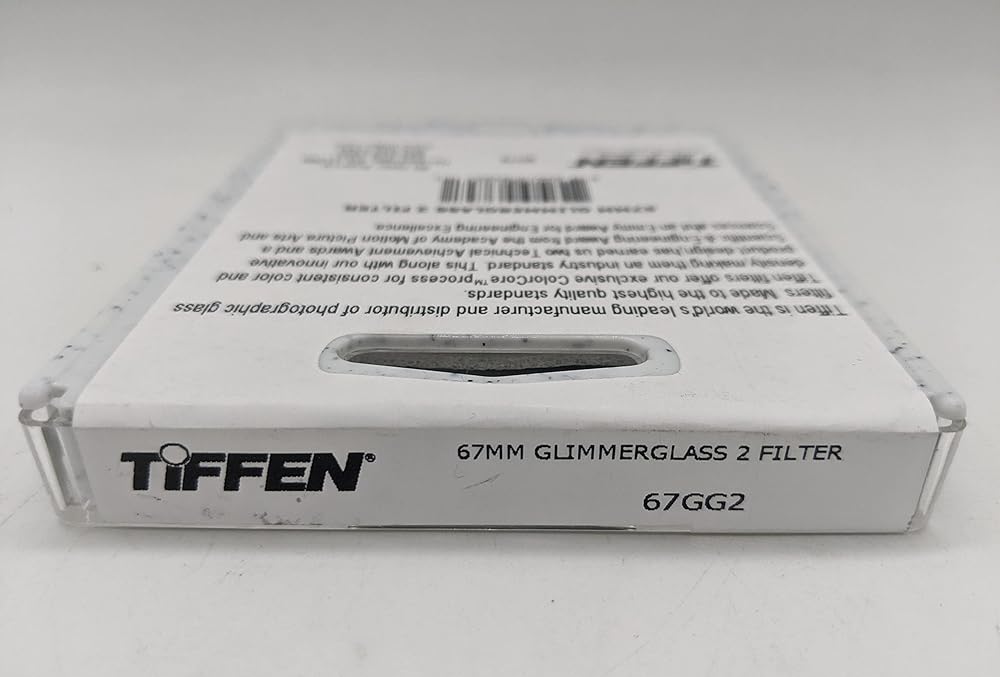 TIFFEN®
67MM GLIMMERGLASS 2 FILTER
67GG2
Tiffen is the world's leading manufacturer and distributor of photographic glass
filters. Made to the highest quality standards.
Tiffen filters offer our exclusive ColorCore™process for consistent color and
density making them an industry standard. This along with our innovative
product design has earned us two Technical Achievement Awards and a
Scientific & Engineering Award from the Academy of Motion Picture Arts and
Sciences and an Emmy Award for Engineering Excellence.
67MM GLIMMERGLASS 2 FILTER
TIFFEN